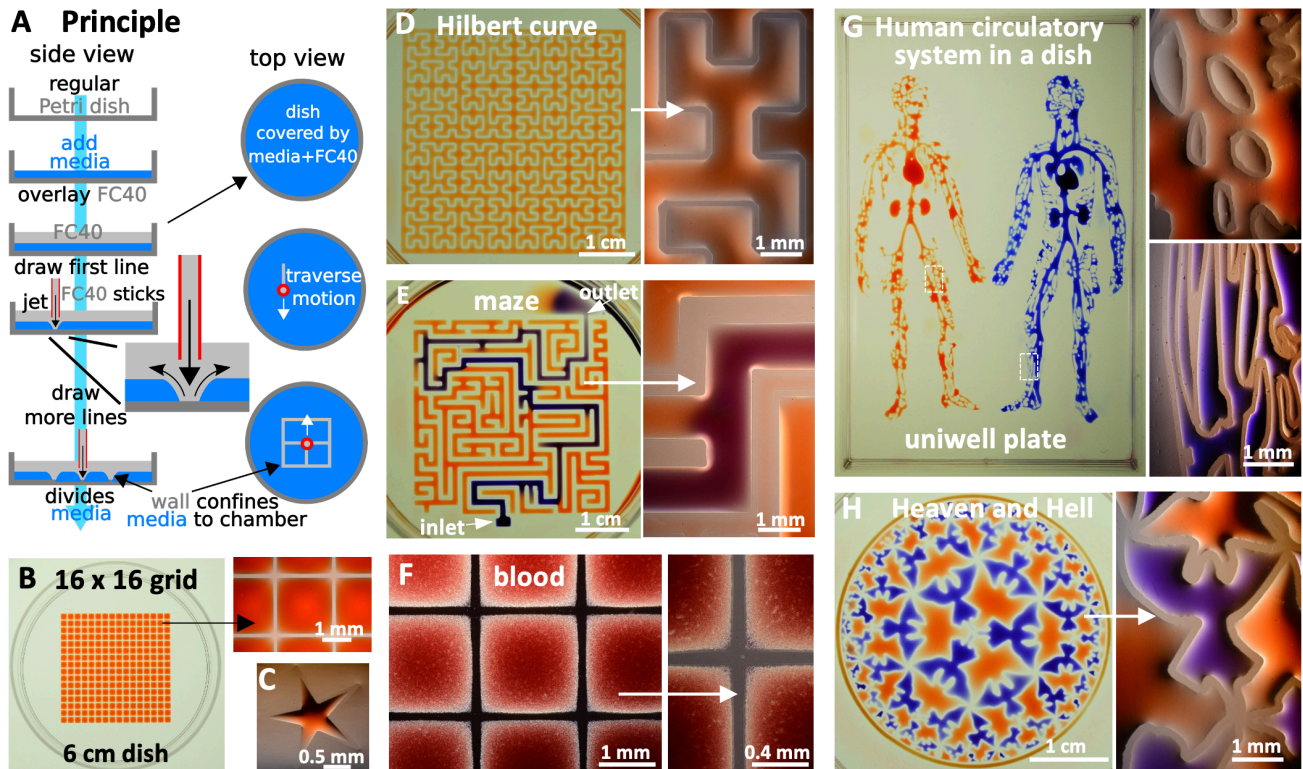 A Principle
side view
top view
regular
Petri dish
add
media
overlay FC40
FC40
draw first line
jet
FC40 sticks
draw
more lines
divides
media
wall confines
media to chamber
dish
covered by
media+FC40
traverse
motion
B
16 x 16 grid
6 cm dish
1 mm
C
0.5 mm
D Hilbert curve
1 cm
1 mm
E
maze
outlet
inlet
1 cm
1 mm
F
blood
1 mm
0.4 mm
G Human circulatory
system in a dish
uniwell plate
1 mm
H Heaven and Hell
1 cm
1 mm